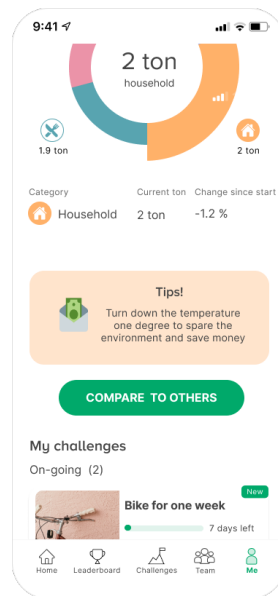 9:41
2 ton
household
1.9 ton
2 ton
Category Current ton Change since start
Household 2 ton -1.2 %
Tips!
Turn down the temperature
one degree to spare the
environment and save money
COMPARE TO OTHERS
My challenges
On-going (2)
New
Bike for one week
7 days left
Home Leaderboard Challenges Team Me